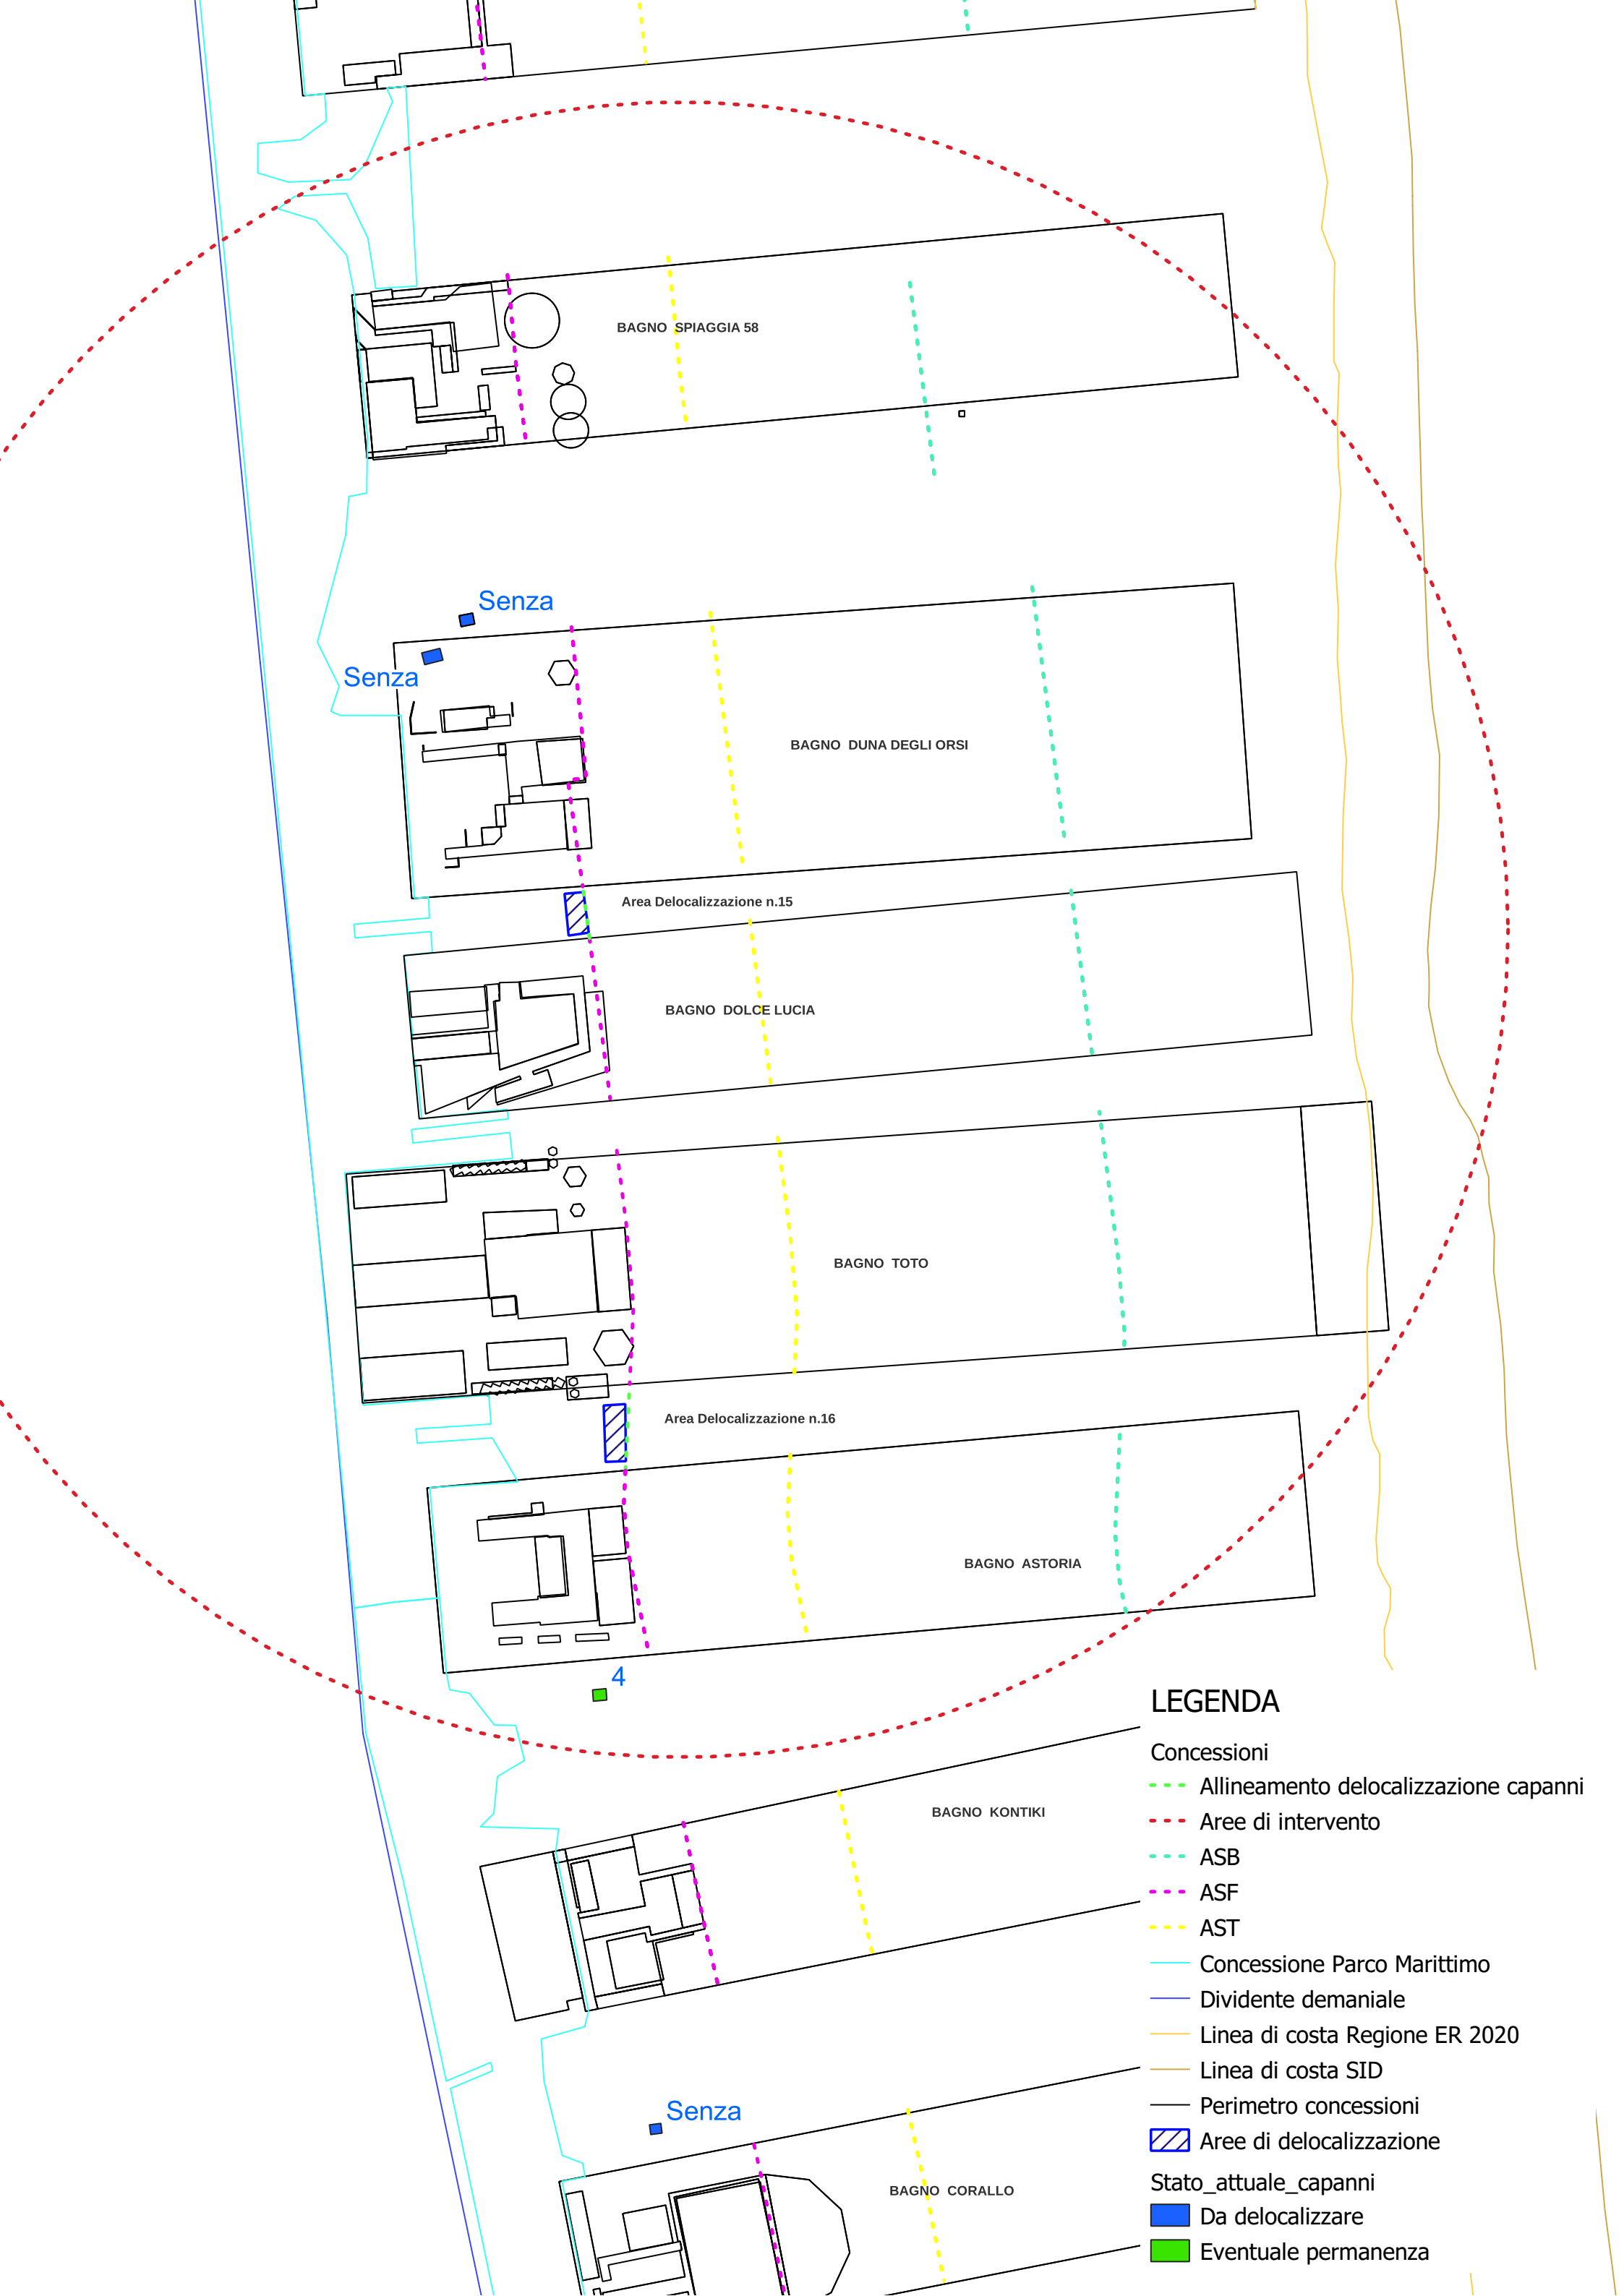 BAGNO SPIAGGIA 58
Senza
Senza
BAGNO DUNA DEGLI ORSI
Area Delocalizzazione n.15
BAGNO DOLCE LUCIA
BAGNO TOTO
Area Delocalizzazione n.16
BAGNO ASTORIA
4
BAGNO KONTIKI
Senza
BAGNO CORALLO
LEGENDA
Concessioni
Allineamento delocalizzazione capanni
Aree di intervento
ASB
ASF
AST
Concessione Parco Marittimo
Dividente demaniale
Linea di costa Regione ER 2020
Linea di costa SID
Perimetro concessioni
Aree di delocalizzazione
Stato_attuale_capanni
Da delocalizzare
Eventuale permanenza